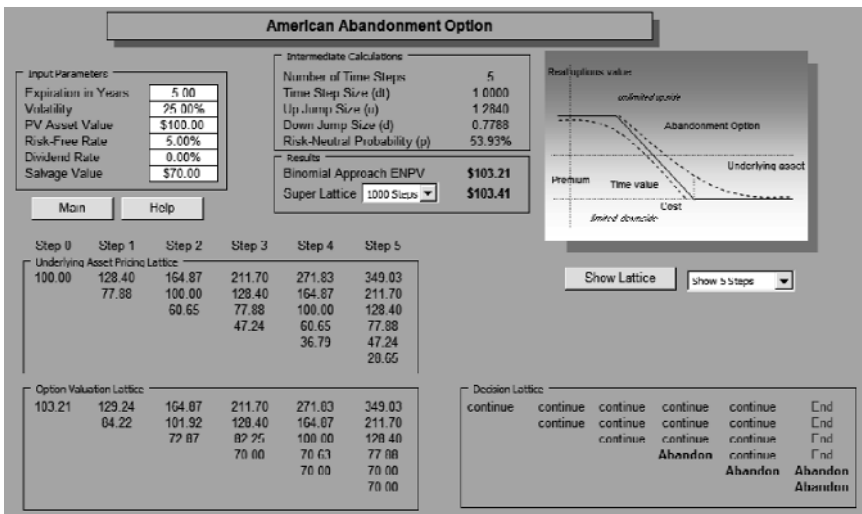 American Abandonment Option
Input Parameters
Expiration in Years 5.00
Volatility 25.00%
PV Asset Value $100.00
Risk-Free Rate 5.00%
Dividend Rate 0.00%
Salvage Value $70.00
Main Help
Intermediate Calculations
Number of Time Steps 5
Time Step Size (dt) 1.0000
Up Jump Size (u) 1.2840
Down Jump Size (d) 0.7788
Risk-Neutral Probability (p) 53.93%
Results
Binomial Approach ENPV $103.21
Super Lattice 1000 Steps $103.41
Real options value
unlimited upside
Abandonment Option
Underlying asset
Premium
Time value
Cost
limited downside
Show Lattice Show 5 Steps
Step 0 Step 1 Step 2 Step 3 Step 4 Step 5
Underlying Asset Pricing Lattice
100.00 128.40 164.87 211.70 271.83 349.03
77.88 100.00 128.40 164.87 211.70
60.65 77.88 100.00 128.40
47.24 60.65 77.88
36.79 47.24
28.65
Option Valuation Lattice
103.21 129.24 164.87 211.70 271.83 349.03
84.22 101.92 128.40 164.87 211.70
72.87 82.25 100.00 128.40
70.00 70.63 77.88
70.00 70.00
70.00
Decision Lattice
continue continue continue continue continue End
continue continue continue continue End
continue continue continue End
Abandon continue End
Abandon Abandon
Abandon